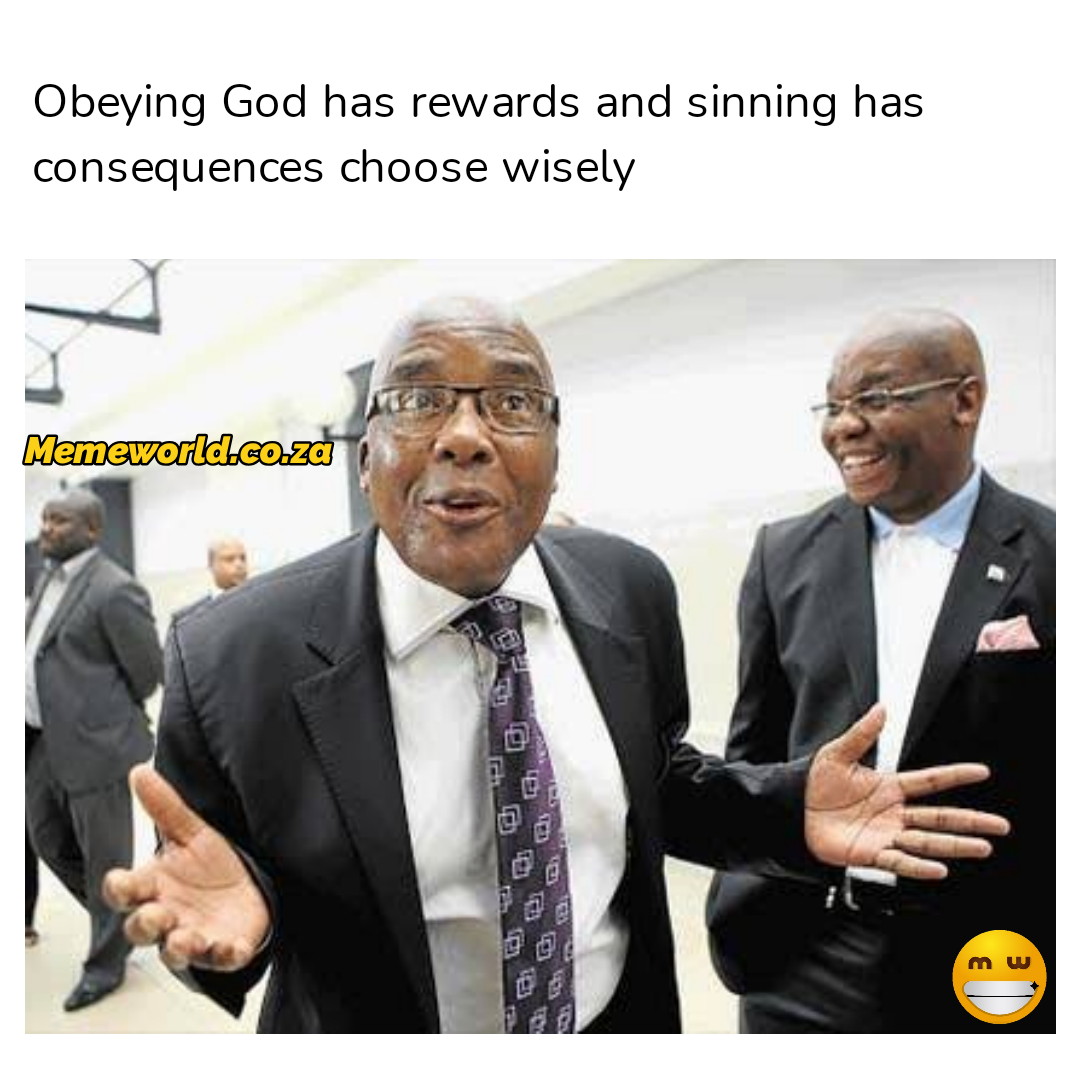 Obeying God has rewards and sinning has
consequences choose wisely
Memeworld.co.za
m w